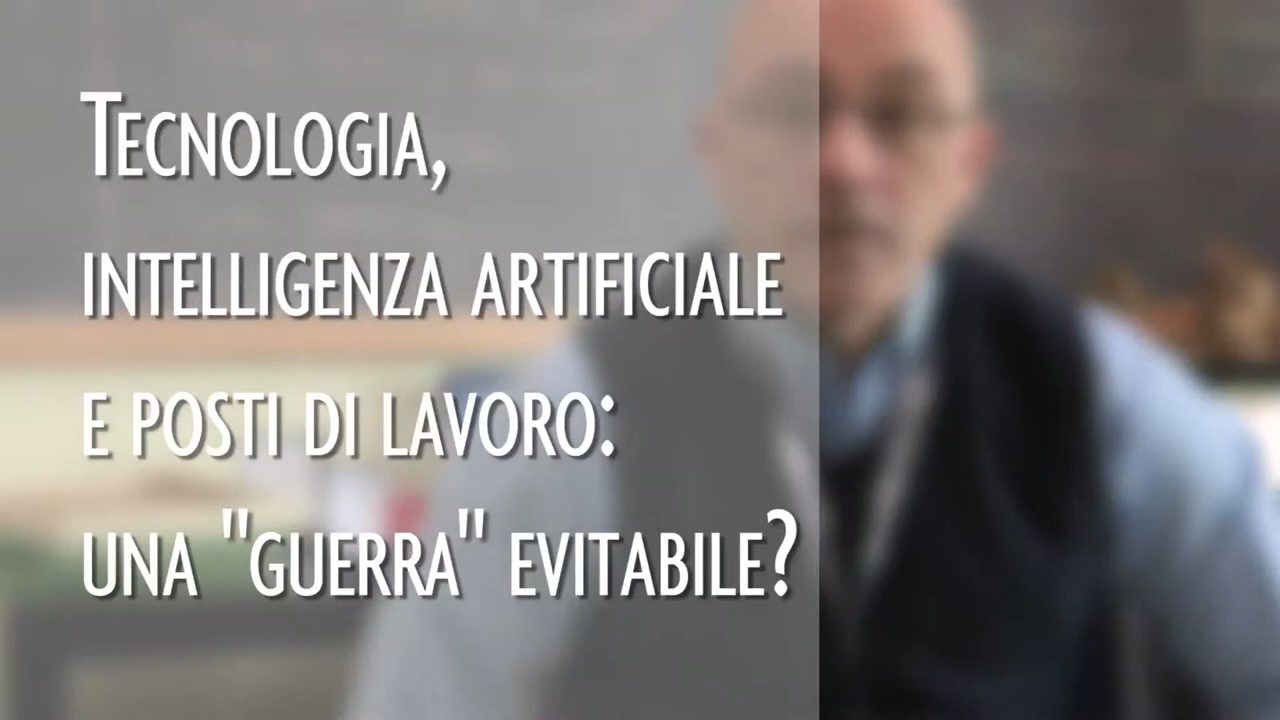 Tecnologia,
intelligenza artificiale
e posti di lavoro:
una "guerra" evitabile?